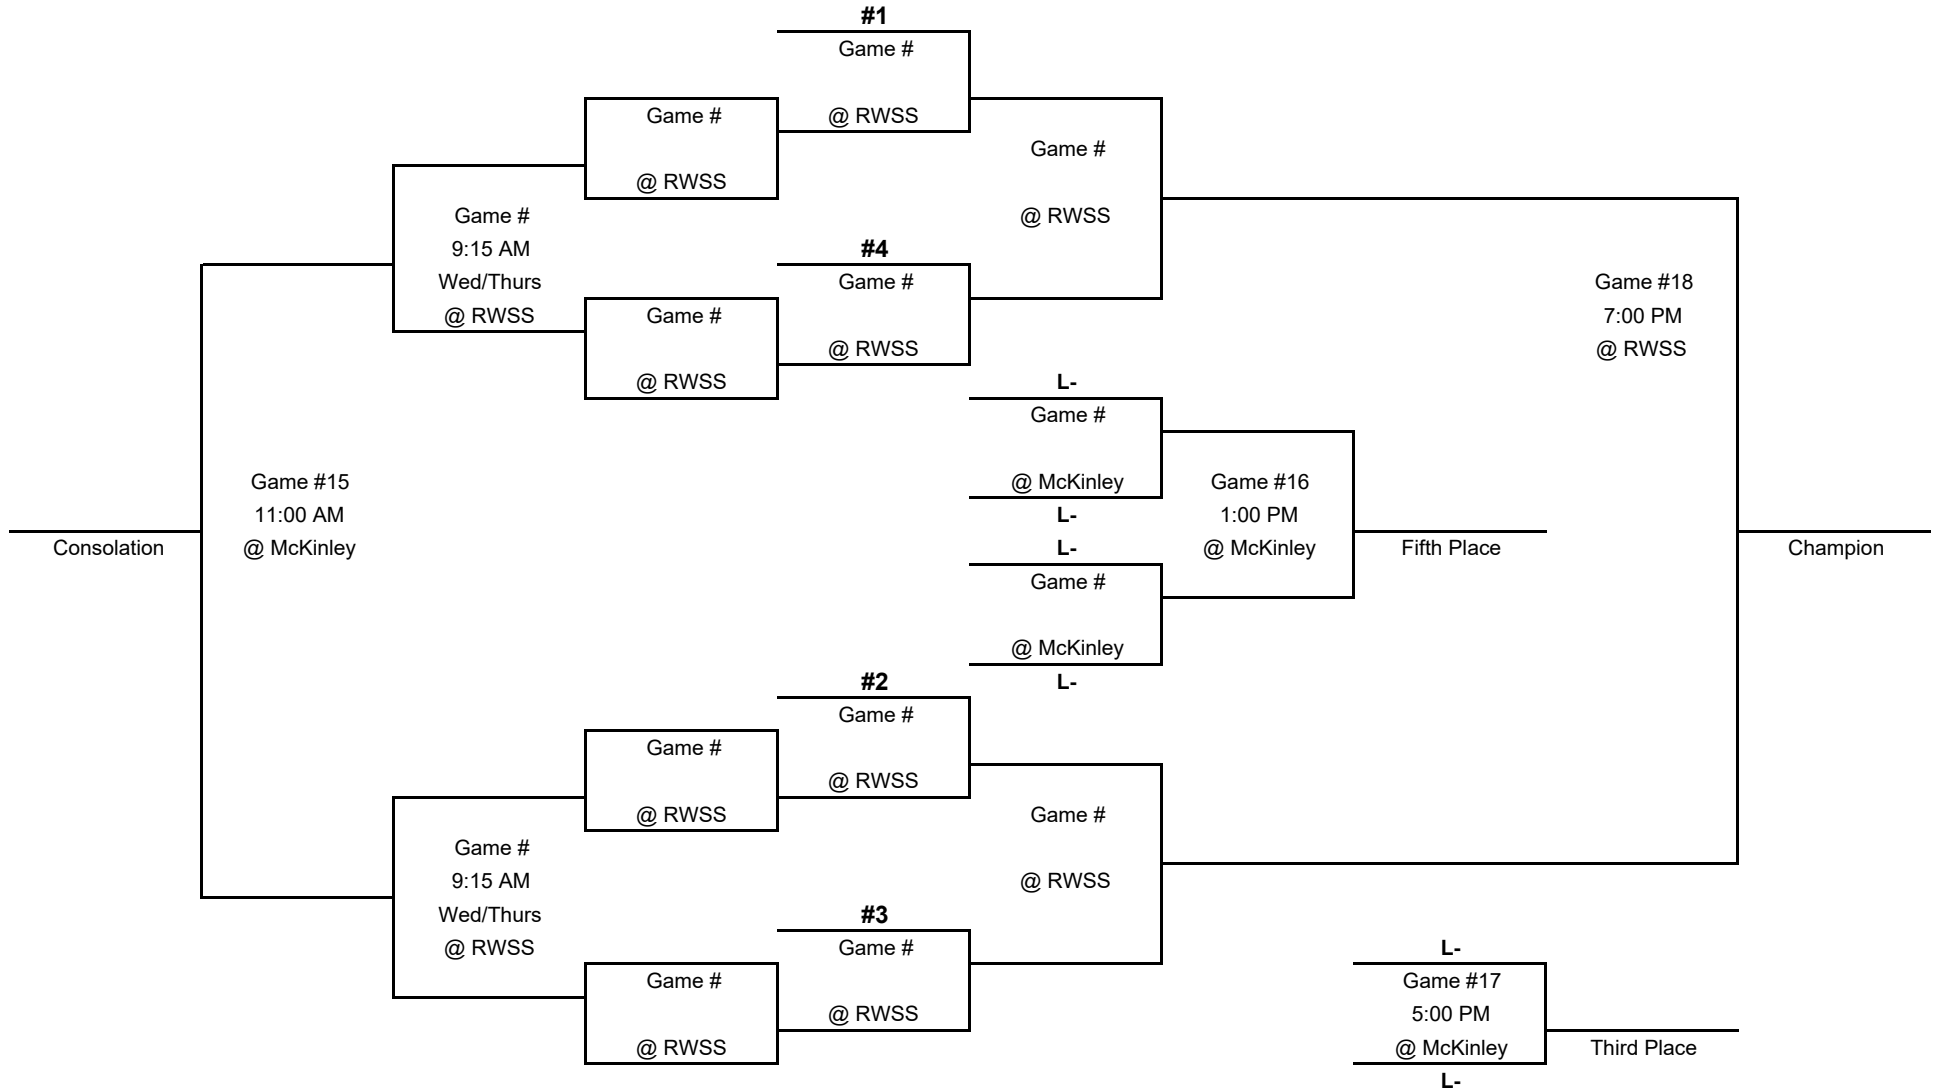 #1
Game #
Game #
@ RWSS
Game #
@ RWSS
Game #
@ RWSS
Game #
9:15 AM
#4
Wed/Thurs
Game #
Game #18
@ RWSS
Game #
7:00 PM
@ RWSS
@ RWSS
@ RWSS
L-
Game #
Game #15
@ McKinley
Game #16
11:00 AM
L-
1:00 PM
Consolation
@ McKinley
L-
@ McKinley
Fifth Place
Champion
Game #
@ McKinley
#2
L-
Game #
Game #
@ RWSS
@ RWSS
Game #
Game #
9:15 AM
@ RWSS
Wed/Thurs
#3
@ RWSS
Game #
L-
Game #
Game #17
@ RWSS
5:00 PM
@ RWSS
@ McKinley
Third Place
L-